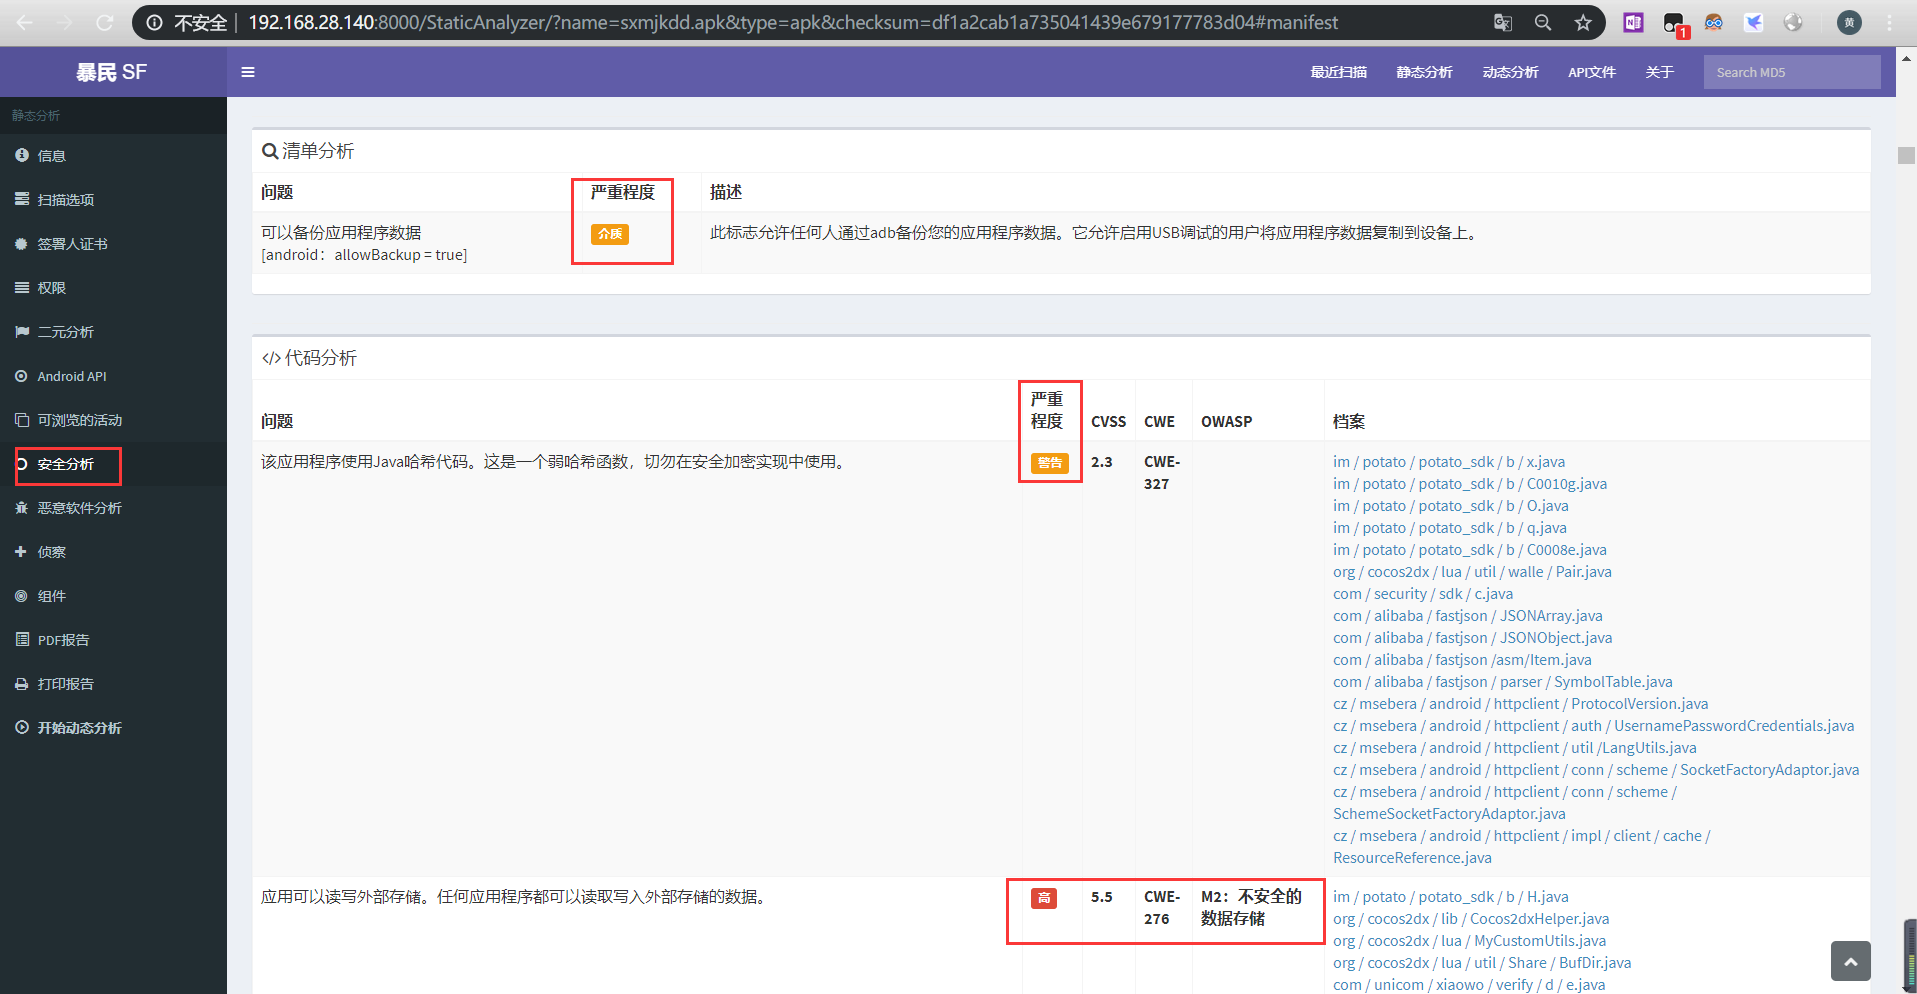 不安全 | 192.168.28.140:8000/StaticAnalyzer/?name=sxmjkdd.apk&type=apk&checksum=df1a2cab1a735041439e679177783d04#manifest
1
黄
暴民 SF
最近扫描 静态分析 动态分析 API文件 关于 Search MD5
静态分析
信息
扫描选项
签署人证书
权限
二元分析
Android API
可浏览的活动
安全分析
恶意软件分析
侦察
组件
PDF报告
打印报告
开始动态分析
清单分析
问题 严重程度 描述
可以备份应用程序数据
[android：allowBackup = true]
介质
此标志允许任何人通过adb备份您的应用程序数据。它允许启用USB调试的用户将应用程序数据复制到设备上。
</> 代码分析
问题 严重
程度 CVSS CWE OWASP 档案
该应用程序使用Java哈希代码。这是一个弱哈希函数，切勿在安全加密实现中使用。
警告 2.3 CWE-
327
im / potato / potato_sdk / b / x.java
im / potato / potato_sdk / b / C0010g.java
im / potato / potato_sdk / b / O.java
im / potato / potato_sdk / b / q.java
im / potato / potato_sdk / b / C0008e.java
org / cocos2dx / lua / util / walle / Pair.java
com / security / sdk / c.java
com / alibaba / fastjson / JSONArray.java
com / alibaba / fastjson / JSONObject.java
com / alibaba / fastjson /asm/Item.java
com / alibaba / fastjson / parser / SymbolTable.java
cz / msebera / android / httpclient / ProtocolVersion.java
cz / msebera / android / httpclient / auth / UsernamePasswordCredentials.java
cz / msebera / android / httpclient / util /LangUtils.java
cz / msebera / android / httpclient / conn / scheme / SocketFactoryAdaptor.java
cz / msebera / android / httpclient / conn / scheme /
SchemeSocketFactoryAdaptor.java
cz / msebera / android / httpclient / impl / client / cache /
ResourceReference.java
应用可以读写外部存储。任何应用程序都可以读取写入外部存储的数据。
高 5.5 CWE-
276
M2：不安全的
数据存储
im / potato / potato_sdk / b / H.java
org / cocos2dx / lib / Cocos2dxHelper.java
org / cocos2dx / lua / MyCustomUtils.java
org / cocos2dx / lua / util / Share / BufDir.java
com / unicom / xiaowo / verify / d / e.java